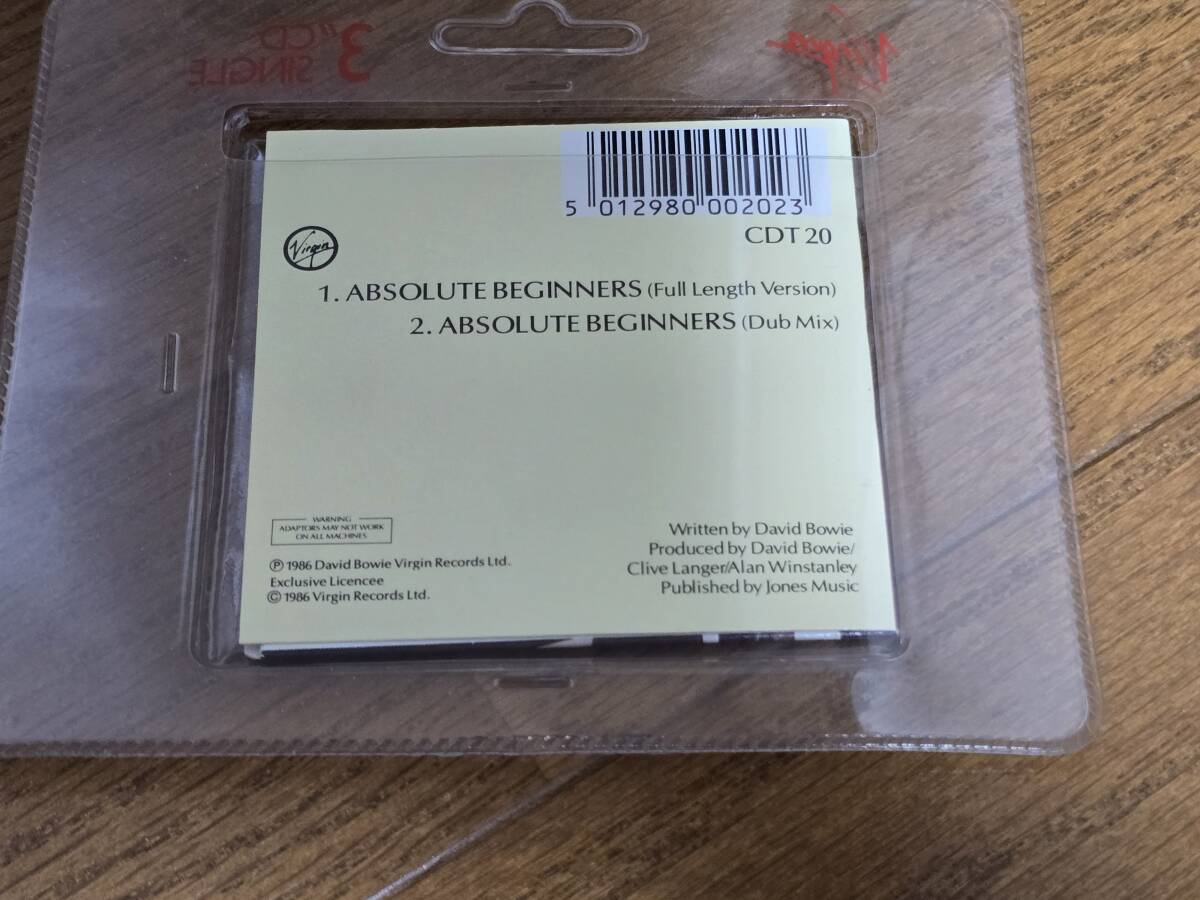 3" CD
SINGLE
Virgin
5 012980 002023
CDT 20
Virgin
1. ABSOLUTE BEGINNERS (Full Length Version)
2. ABSOLUTE BEGINNERS (Dub Mix)
WARNING
ADAPTORS MAY NOT WORK
ON ALL MACHINES
Ⓟ 1986 David Bowie Virgin Records Ltd.
Exclusive Licencee
© 1986 Virgin Records Ltd.
Written by David Bowie
Produced by David Bowie/
Clive Langer/Alan Winstanley
Published by Jones Music